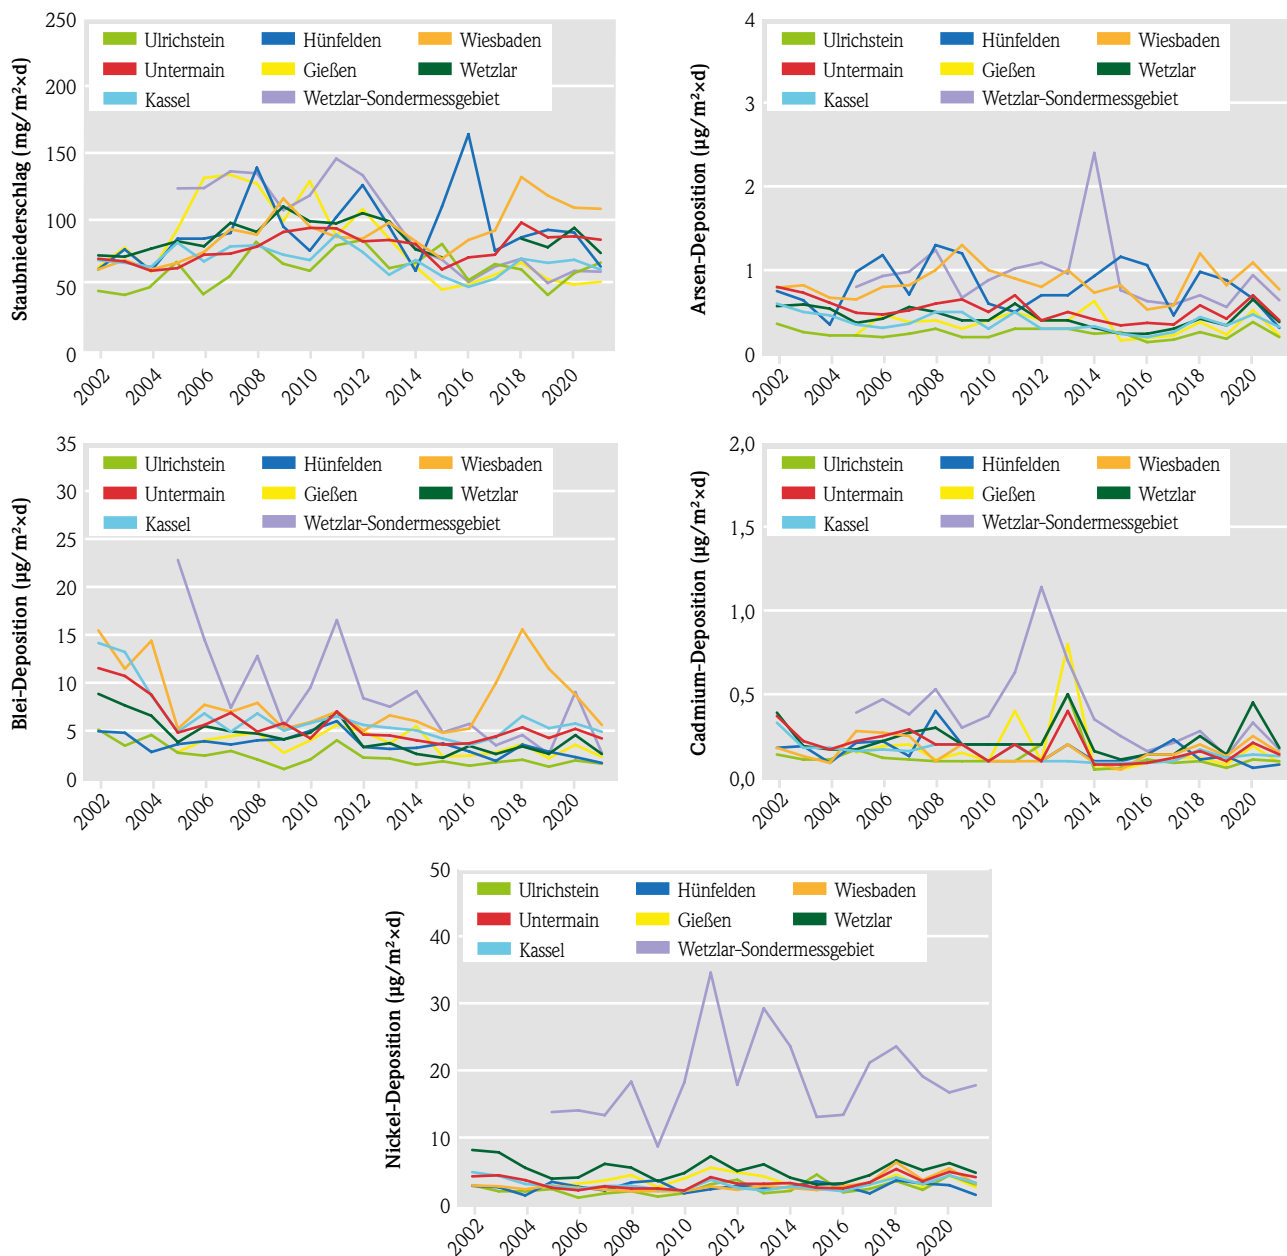 Staubniederschlag (mg/m²×d)
250
200
150
100
50
0
Ulrichstein Hünfelden Wiesbaden
Untermain Gießen Wetzlar
Kassel Wetzlar-Sondermessgebiet
2002 2004 2006 2008 2010 2012 2014 2016 2018 2020
Arsen-Deposition (µg/m²×d)
4
3
2
1
0
Ulrichstein Hünfelden Wiesbaden
Untermain Gießen Wetzlar
Kassel Wetzlar-Sondermessgebiet
2002 2004 2006 2008 2010 2012 2014 2016 2018 2020
Blei-Deposition (µg/m²×d)
35
30
25
20
15
10
5
0
Ulrichstein Hünfelden Wiesbaden
Untermain Gießen Wetzlar
Kassel Wetzlar-Sondermessgebiet
2002 2004 2006 2008 2010 2012 2014 2016 2018 2020
Cadmium-Deposition (µg/m²×d)
2,0
1,5
1,0
0,5
0,0
Ulrichstein Hünfelden Wiesbaden
Untermain Gießen Wetzlar
Kassel Wetzlar-Sondermessgebiet
2002 2004 2006 2008 2010 2012 2014 2016 2018 2020
Nickel-Deposition (µg/m²×d)
50
40
30
20
10
0
Ulrichstein Hünfelden Wiesbaden
Untermain Gießen Wetzlar
Kassel Wetzlar-Sondermessgebiet
2002 2004 2006 2008 2010 2012 2014 2016 2018 2020